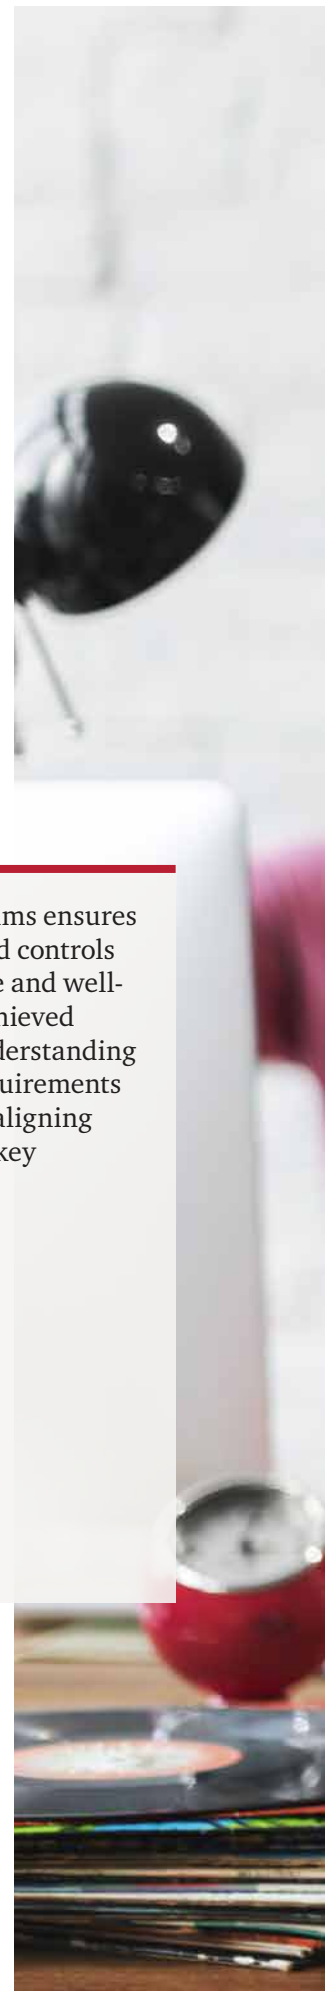 ms ensures
d controls
e and well-
hieved
derstanding
uirements
aligning
key